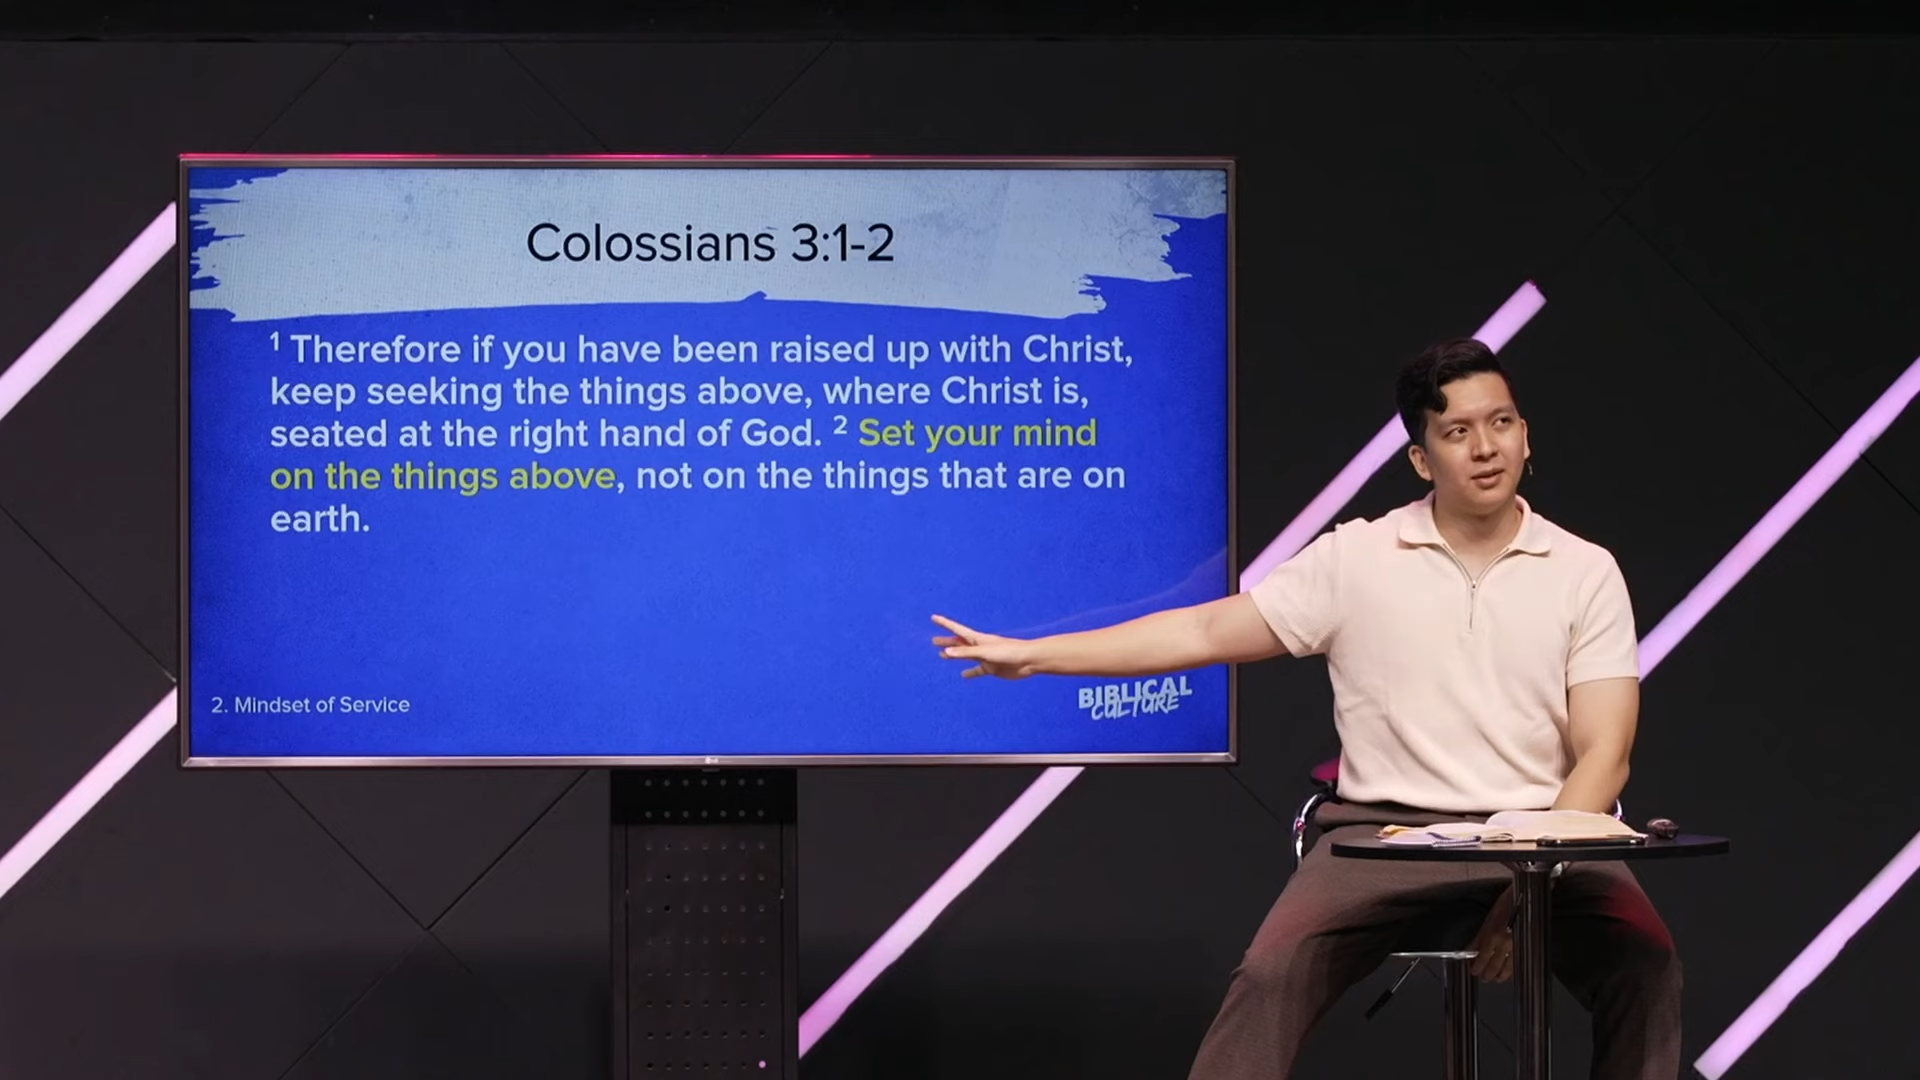 Colossians 3:1-2
1 Therefore if you have been raised up with Christ,
keep seeking the things above, where Christ is,
seated at the right hand of God. 2 Set your mind
on the things above, not on the things that are on
earth.
2. Mindset of Service
BIBLICAL
CULTURE